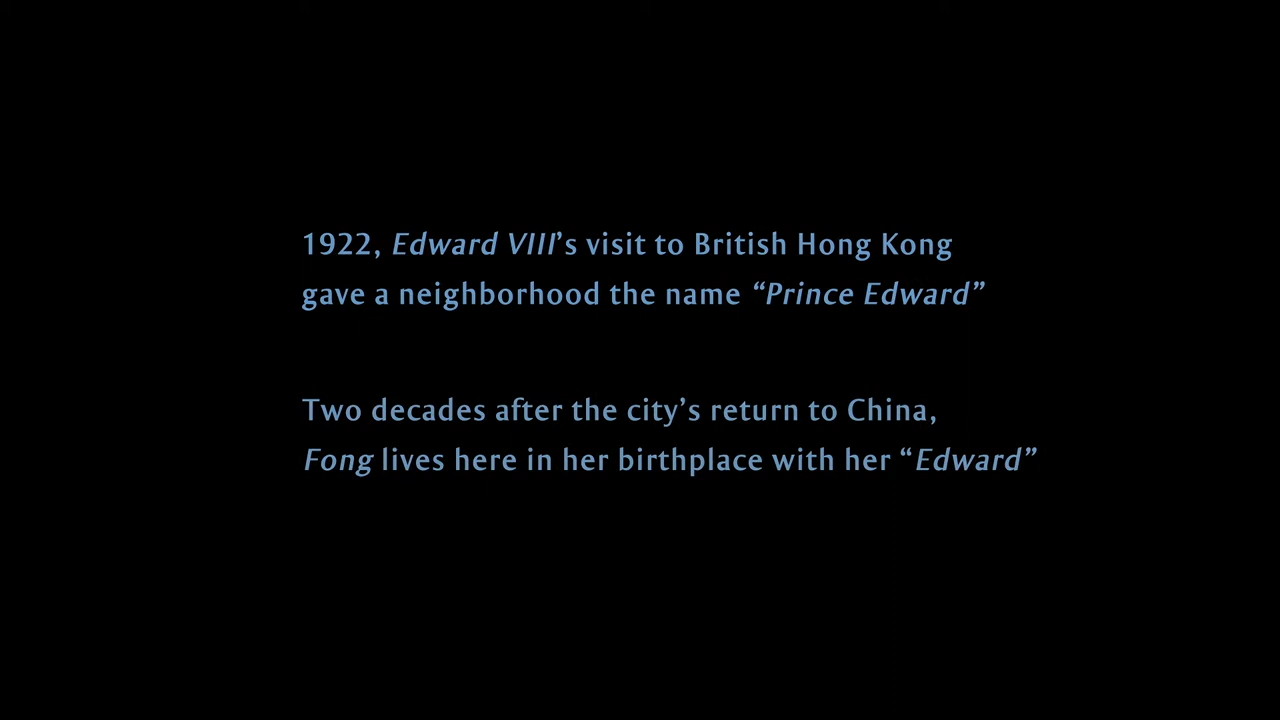 1922, Edward VIII’s visit to British Hong Kong
gave a neighborhood the name “Prince Edward”
Two decades after the city’s return to China,
Fong lives here in her birthplace with her “Edward”